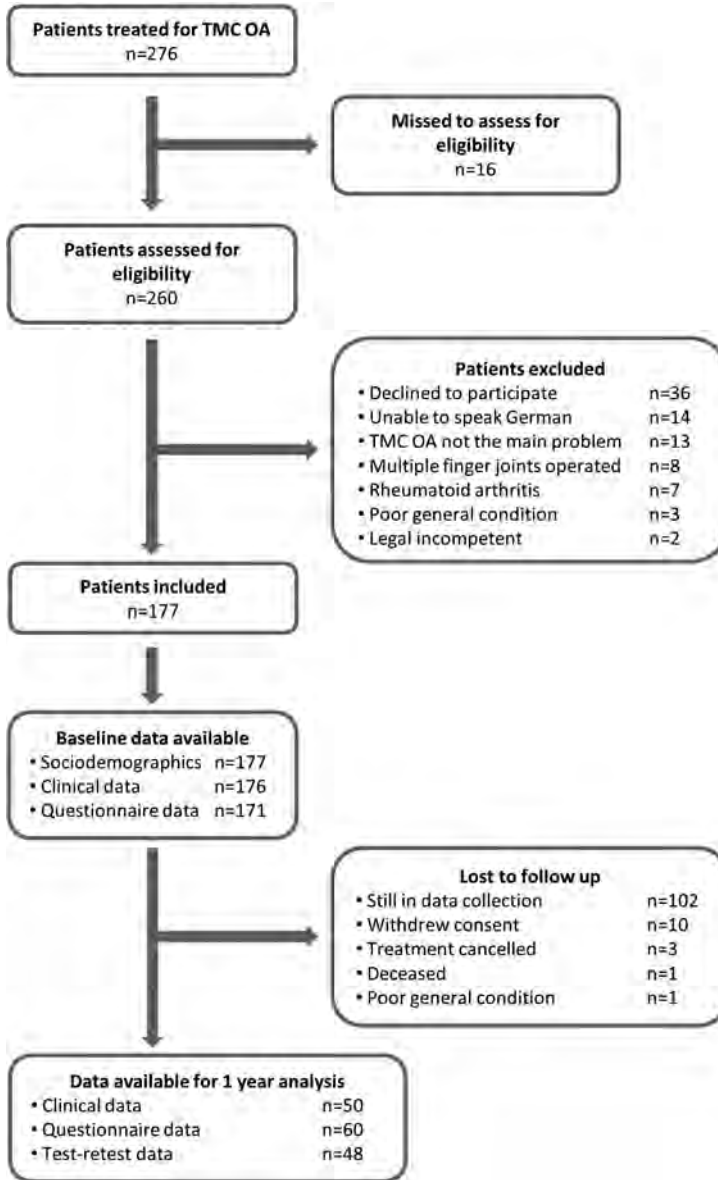 Patients treated for TMC OA
n=276
Missed to assess for
eligibility
n=16
Patients assessed for
eligibility
n=260
Patients excluded
• Declined to participate n=36
• Unable to speak German n=14
• TMC OA not the main problem n=13
• Multiple finger joints operated n=8
• Rheumatoid arthritis n=7
• Poor general condition n=3
• Legal incompetent n=2
Patients included
n=177
Baseline data available
• Sociodemographics n=177
• Clinical data n=176
• Questionnaire data n=171
Lost to follow up
• Still in data collection n=102
• Withdrew consent n=10
• Treatment cancelled n=3
• Deceased n=1
• Poor general condition n=1
Data available for 1 year analysis
• Clinical data n=50
• Questionnaire data n=60
• Test-retest data n=48